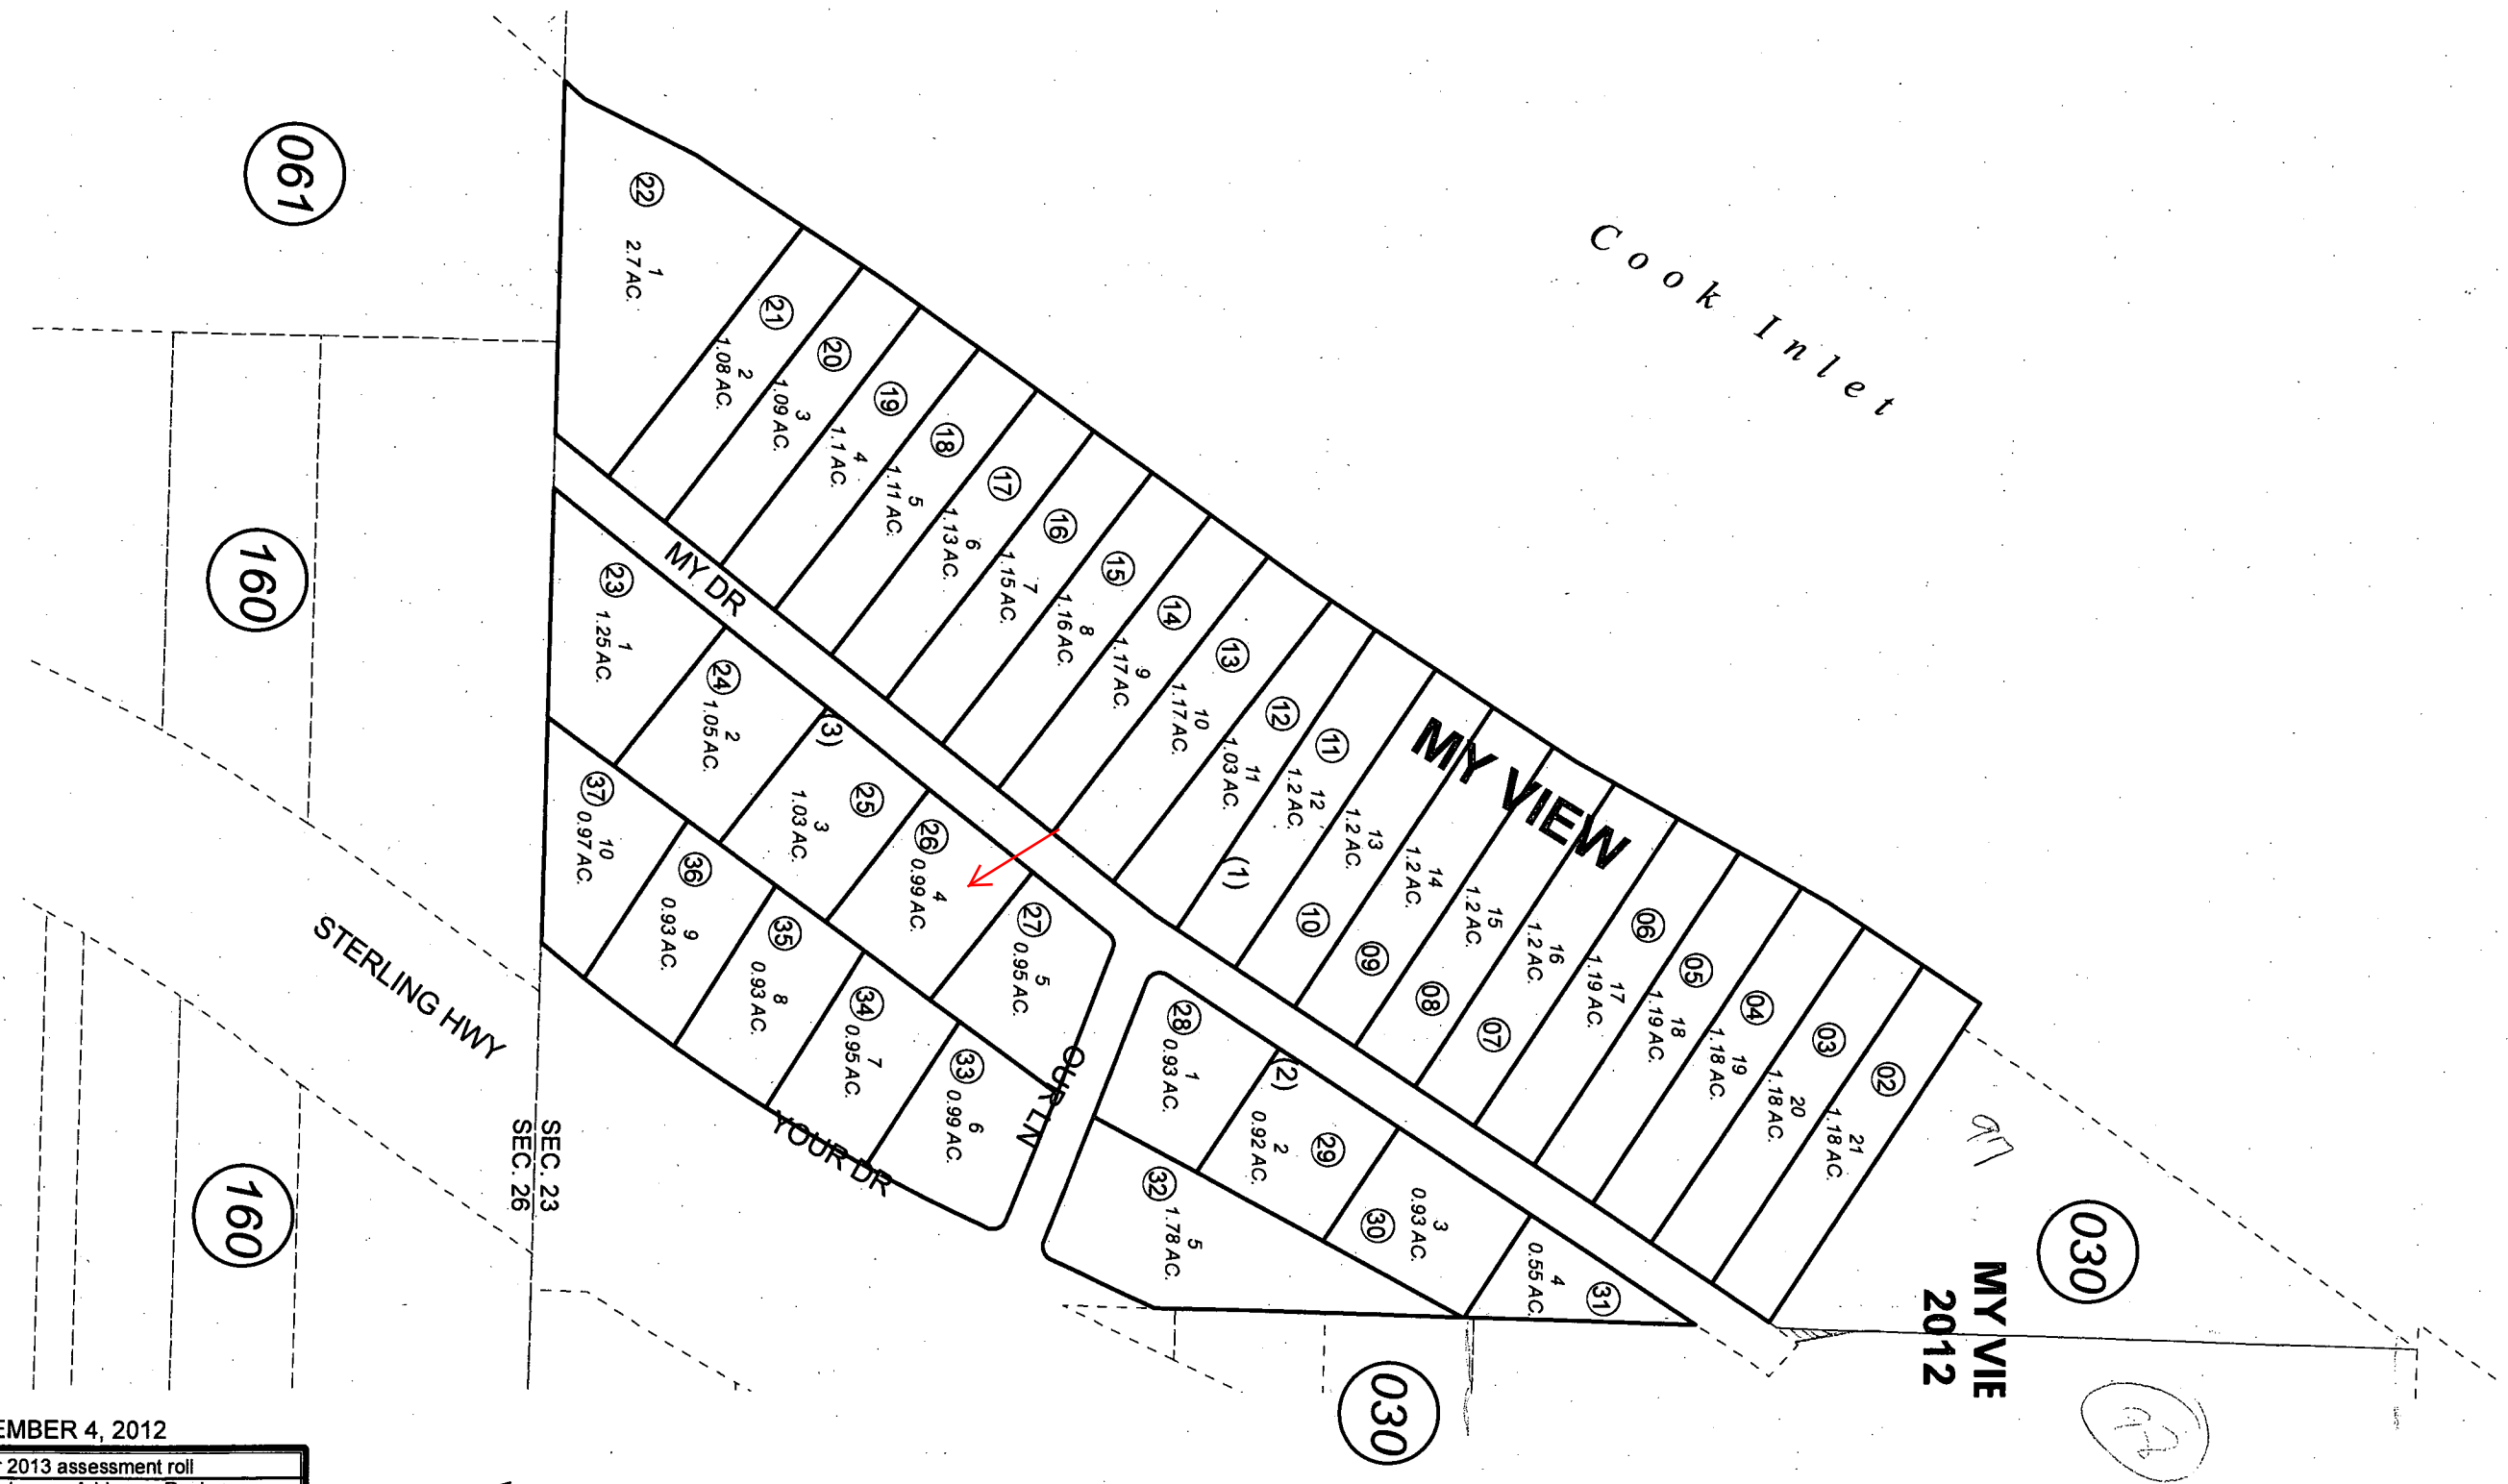 Cook Inlet
061
160
160
030
030
MY VIEW
MY VIE
2012
MY DR
OUR LN
YOUR DR
STERLING HWY
SEC. 23
SEC. 26
(1)
(2)
(3)
22
1
2.7 AC.
21
2
1.08 AC.
20
3
1.09 AC.
19
4
1.1 AC.
18
5
1.11 AC.
17
6
1.13 AC.
16
7
1.15 AC.
15
8
1.16 AC.
14
9
1.17 AC.
13
10
1.17 AC.
12
11
1.03 AC.
11
12
1.2 AC.
10
13
1.2 AC.
09
14
1.2 AC.
08
15
1.2 AC.
07
16
1.2 AC.
06
17
1.19 AC.
05
18
1.19 AC.
04
19
1.18 AC.
03
20
1.18 AC.
02
21
1.18 AC.
23
1
1.25 AC.
24
2
1.05 AC.
25
3
1.03 AC.
26
4
0.99 AC.
27
5
0.95 AC.
37
10
0.97 AC.
36
9
0.93 AC.
35
8
0.93 AC.
34
7
0.95 AC.
33
6
0.99 AC.
28
1
0.93 AC.
29
2
0.92 AC.
30
3
0.93 AC.
31
4
0.55 AC.
32
5
1.78 AC.
EMBER 4, 2012
2013 assessment roll